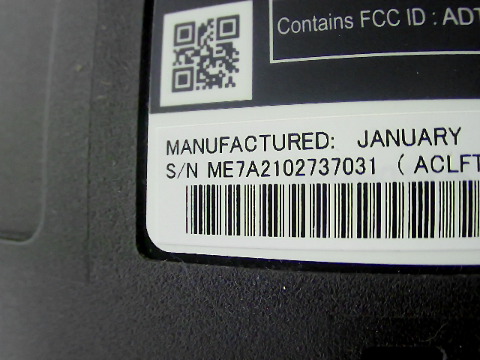 Contains FCC ID : ADT
MANUFACTURED: JANUARY
S/N ME7A2102737031 ( ACLFT